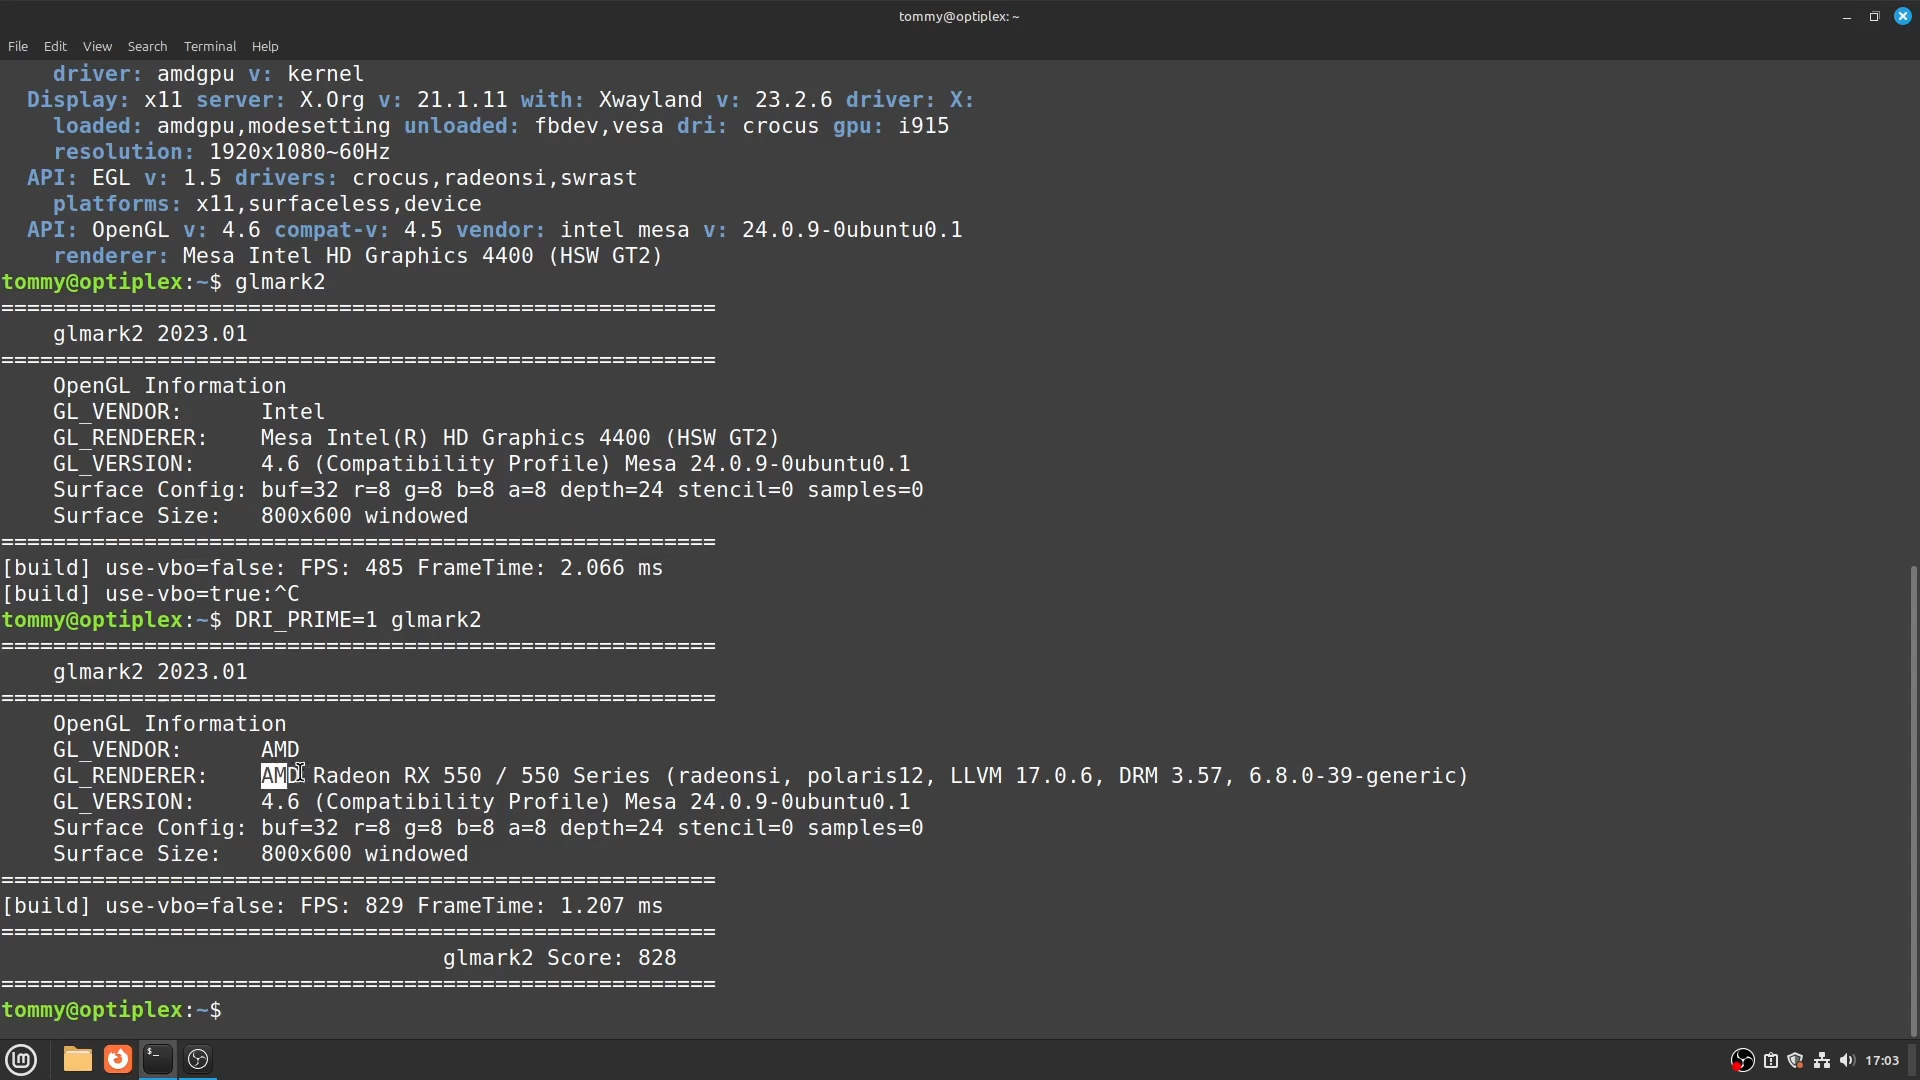 tommy@optiplex: ~
File Edit View Search Terminal Help
driver: amdgpu v: kernel
Display: x11 server: X.Org v: 21.1.11 with: Xwayland v: 23.2.6 driver: X:
loaded: amdgpu,modesetting unloaded: fbdev,vesa dri: crocus gpu: i915
resolution: 1920x1080~60Hz
API: EGL v: 1.5 drivers: crocus,radeonsi,swrast
platforms: x11,surfaceless,device
API: OpenGL v: 4.6 compat-v: 4.5 vendor: intel mesa v: 24.0.9-0ubuntu0.1
renderer: Mesa Intel HD Graphics 4400 (HSW GT2)
tommy@optiplex:~$ glmark2
=======================================================
glmark2 2023.01
=======================================================
OpenGL Information
GL_VENDOR: Intel
GL_RENDERER: Mesa Intel(R) HD Graphics 4400 (HSW GT2)
GL_VERSION: 4.6 (Compatibility Profile) Mesa 24.0.9-0ubuntu0.1
Surface Config: buf=32 r=8 g=8 b=8 a=8 depth=24 stencil=0 samples=0
Surface Size: 800x600 windowed
=======================================================
[build] use-vbo=false: FPS: 485 FrameTime: 2.066 ms
[build] use-vbo=true:^C
tommy@optiplex:~$ DRI_PRIME=1 glmark2
=======================================================
glmark2 2023.01
=======================================================
OpenGL Information
GL_VENDOR: AMD
GL_RENDERER: AMD Radeon RX 550 / 550 Series (radeonsi, polaris12, LLVM 17.0.6, DRM 3.57, 6.8.0-39-generic)
GL_VERSION: 4.6 (Compatibility Profile) Mesa 24.0.9-0ubuntu0.1
Surface Config: buf=32 r=8 g=8 b=8 a=8 depth=24 stencil=0 samples=0
Surface Size: 800x600 windowed
=======================================================
[build] use-vbo=false: FPS: 829 FrameTime: 1.207 ms
=======================================================
glmark2 Score: 828
=======================================================
tommy@optiplex:~$
17:03